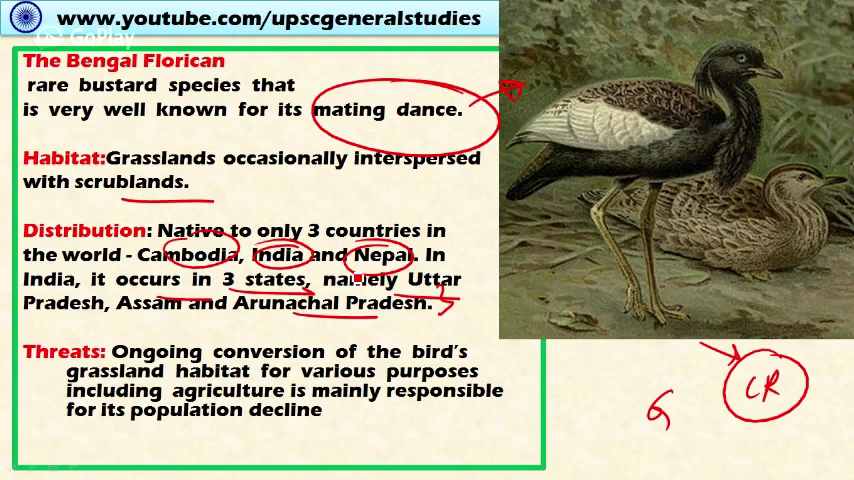 www.youtube.com/upscgeneralstudies
GoPlay
The Bengal Florican
rare bustard species that
is very well known for its mating dance.
Habitat:Grasslands occasionally interspersed
with scrublands.
Distribution: Native to only 3 countries in
the world - Cambodia, India and Nepal. In
India, it occurs in 3 states, namely Uttar
Pradesh, Assam and Arunachal Pradesh.
3
Threats: Ongoing conversion of the bird's
grassland habitat for various purposes
including agriculture is mainly responsible
for its population decline
CR
G